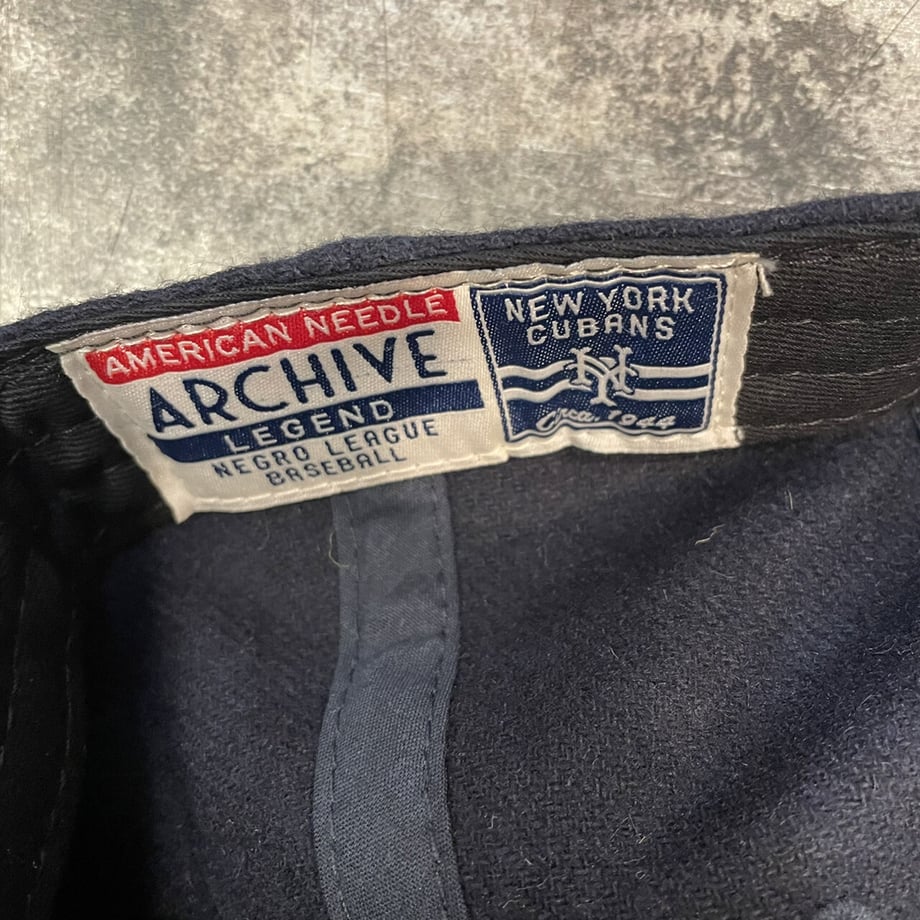 AMERICAN NEEDLE
ARCHIVE
LEGEND
NEGRO LEAGUE
BASEBALL
NEW YORK
CUBANS
NY
Circa 1944